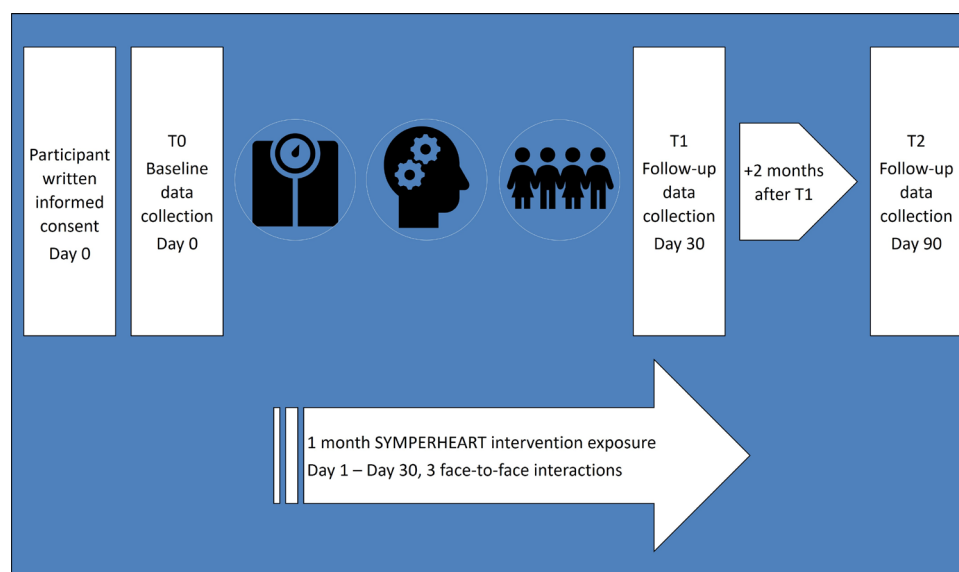 Participant
written
informed
consent
Day 0
T0
Baseline
data
collection
Day 0
T1
Follow-up
data
collection
Day 30
+2 months
after T1
T2
Follow-up
data
collection
Day 90
1 month SYMPERHEART intervention exposure
Day 1 – Day 30, 3 face-to-face interactions